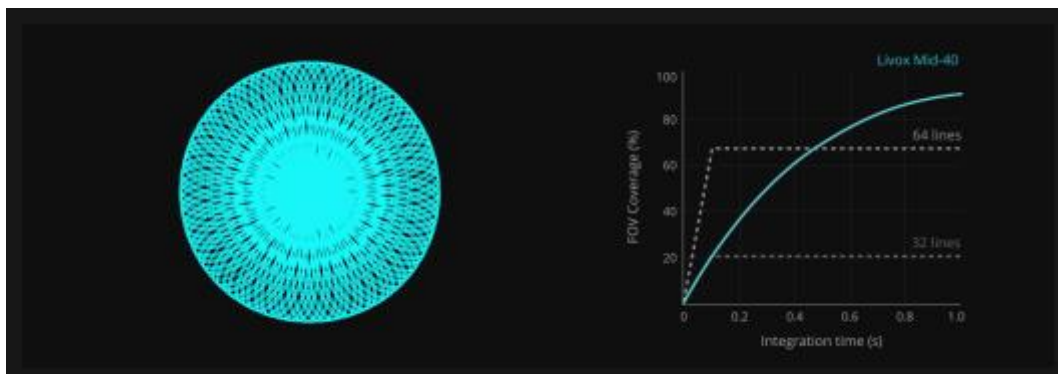 Livox Mid-40
100
80
60
40
20
FOV Coverage (%)
64 lines
32 lines
0 0.2 0.4 0.6 0.8 1.0
Integration time (s)